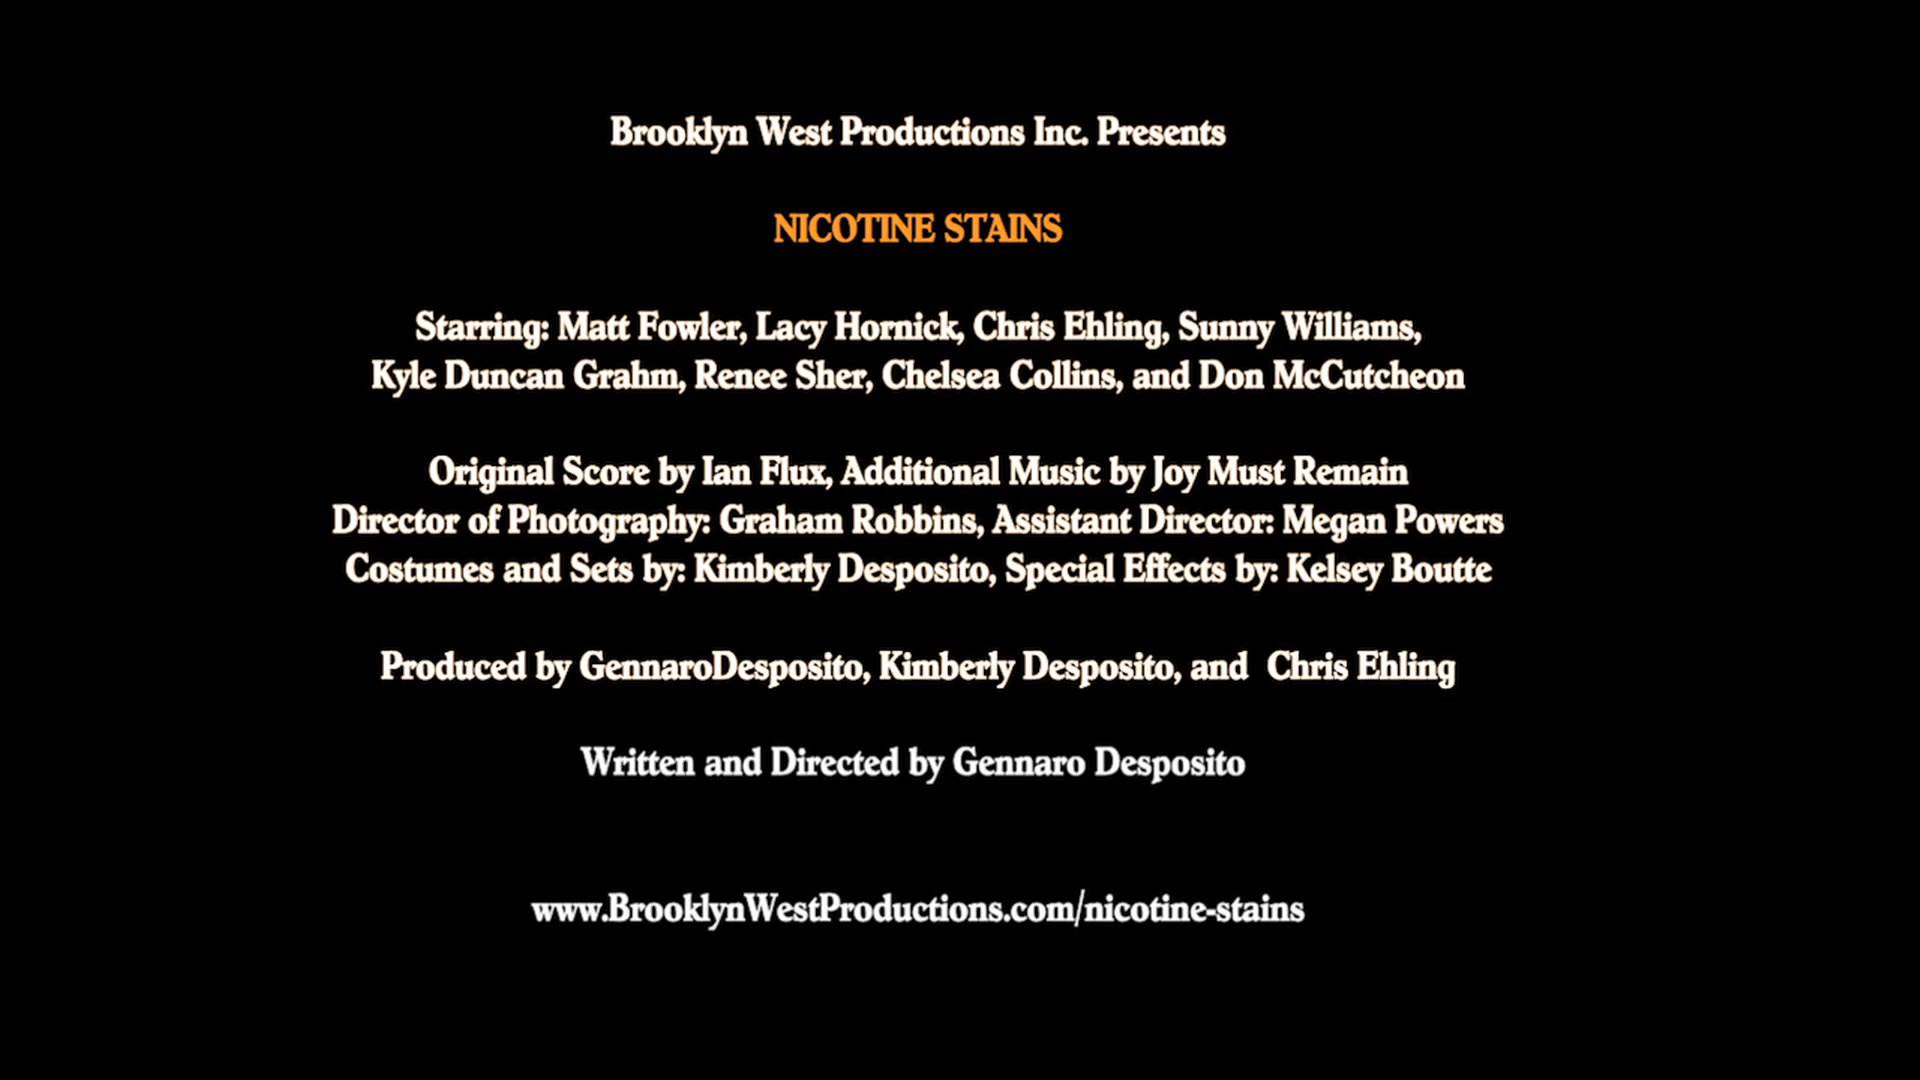 Brooklyn West Productions Inc. Presents
NICOTINE STAINS
Starring: Matt Fowler, Lacy Hornick, Chris Ehling, Sunny Williams,
Kyle Duncan Grahm, Renee Sher, Chelsea Collins, and Don McCutcheon
Original Score by Ian Flux, Additional Music by Joy Must Remain
Director of Photography: Graham Robbins, Assistant Director: Megan Powers
Costumes and Sets by: Kimberly Desposito, Special Effects by: Kelsey Boutte
Produced by GennaroDesposito, Kimberly Desposito, and  Chris Ehling
Written and Directed by Gennaro Desposito
www.BrooklynWestProductions.com/nicotine-stains